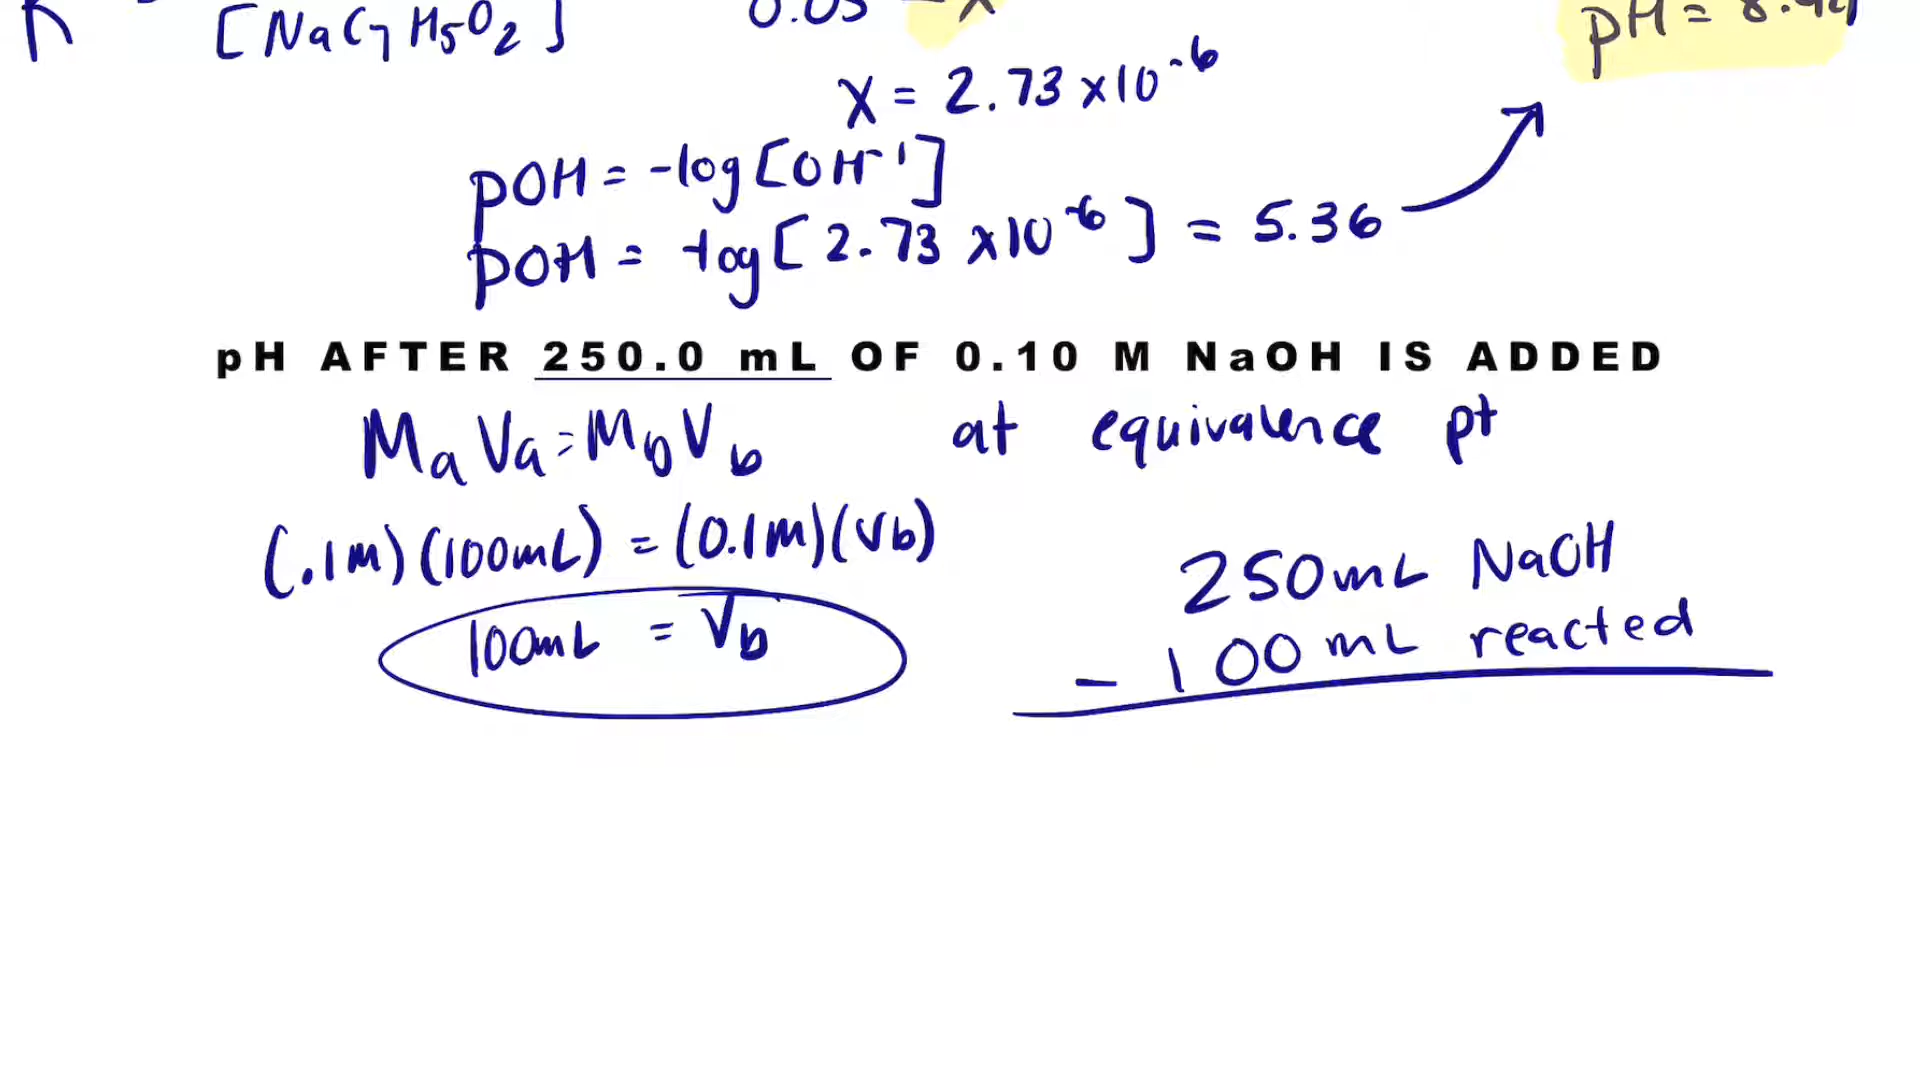 [NaC7H5O2] 0.05 - x
pH = 8.64
x = 2.73 x10^-6
pOH = -log[OH^-1]
pOH = -log[2.73 x10^-6] = 5.36
pH AFTER 250.0 mL OF 0.10 M NaOH IS ADDED
MaVa = MbVb at equivalence pt
(.1M)(100mL) = (0.1M)(Vb)
250mL NaOH
100mL = Vb
- 100 mL reacted